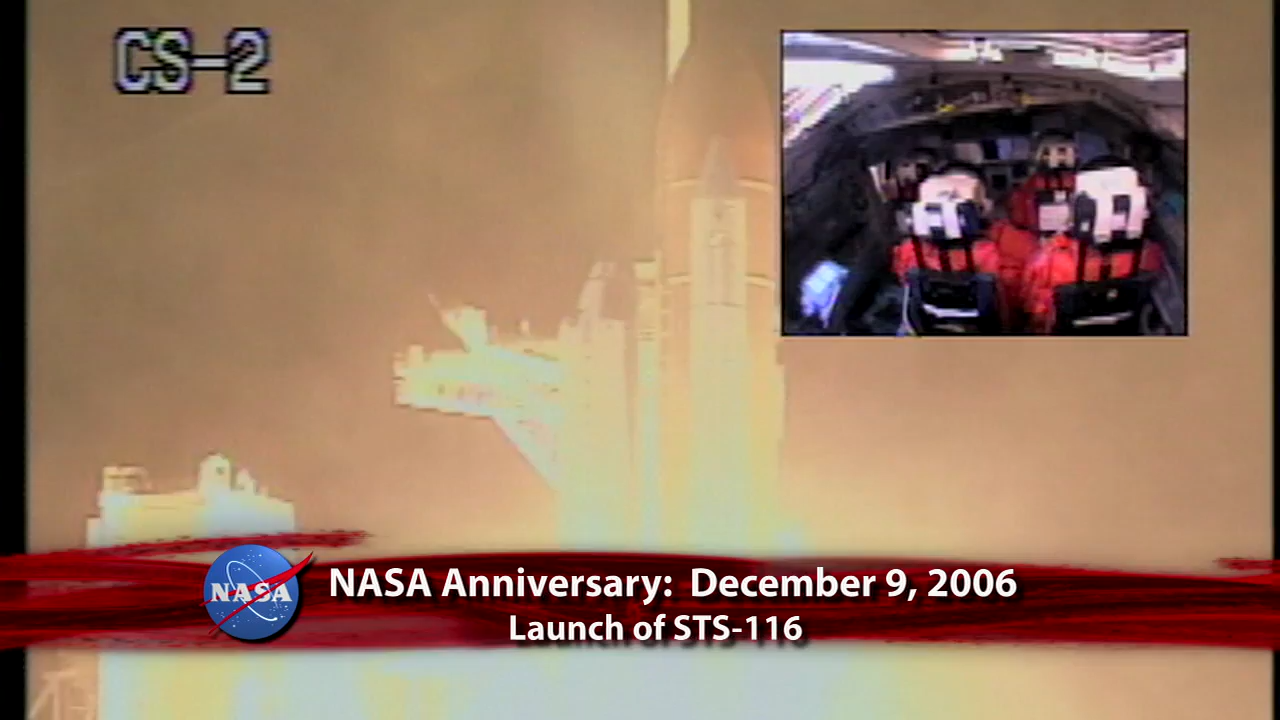 CS-2
NASA
NASA Anniversary: December 9, 2006
Launch of STS-116